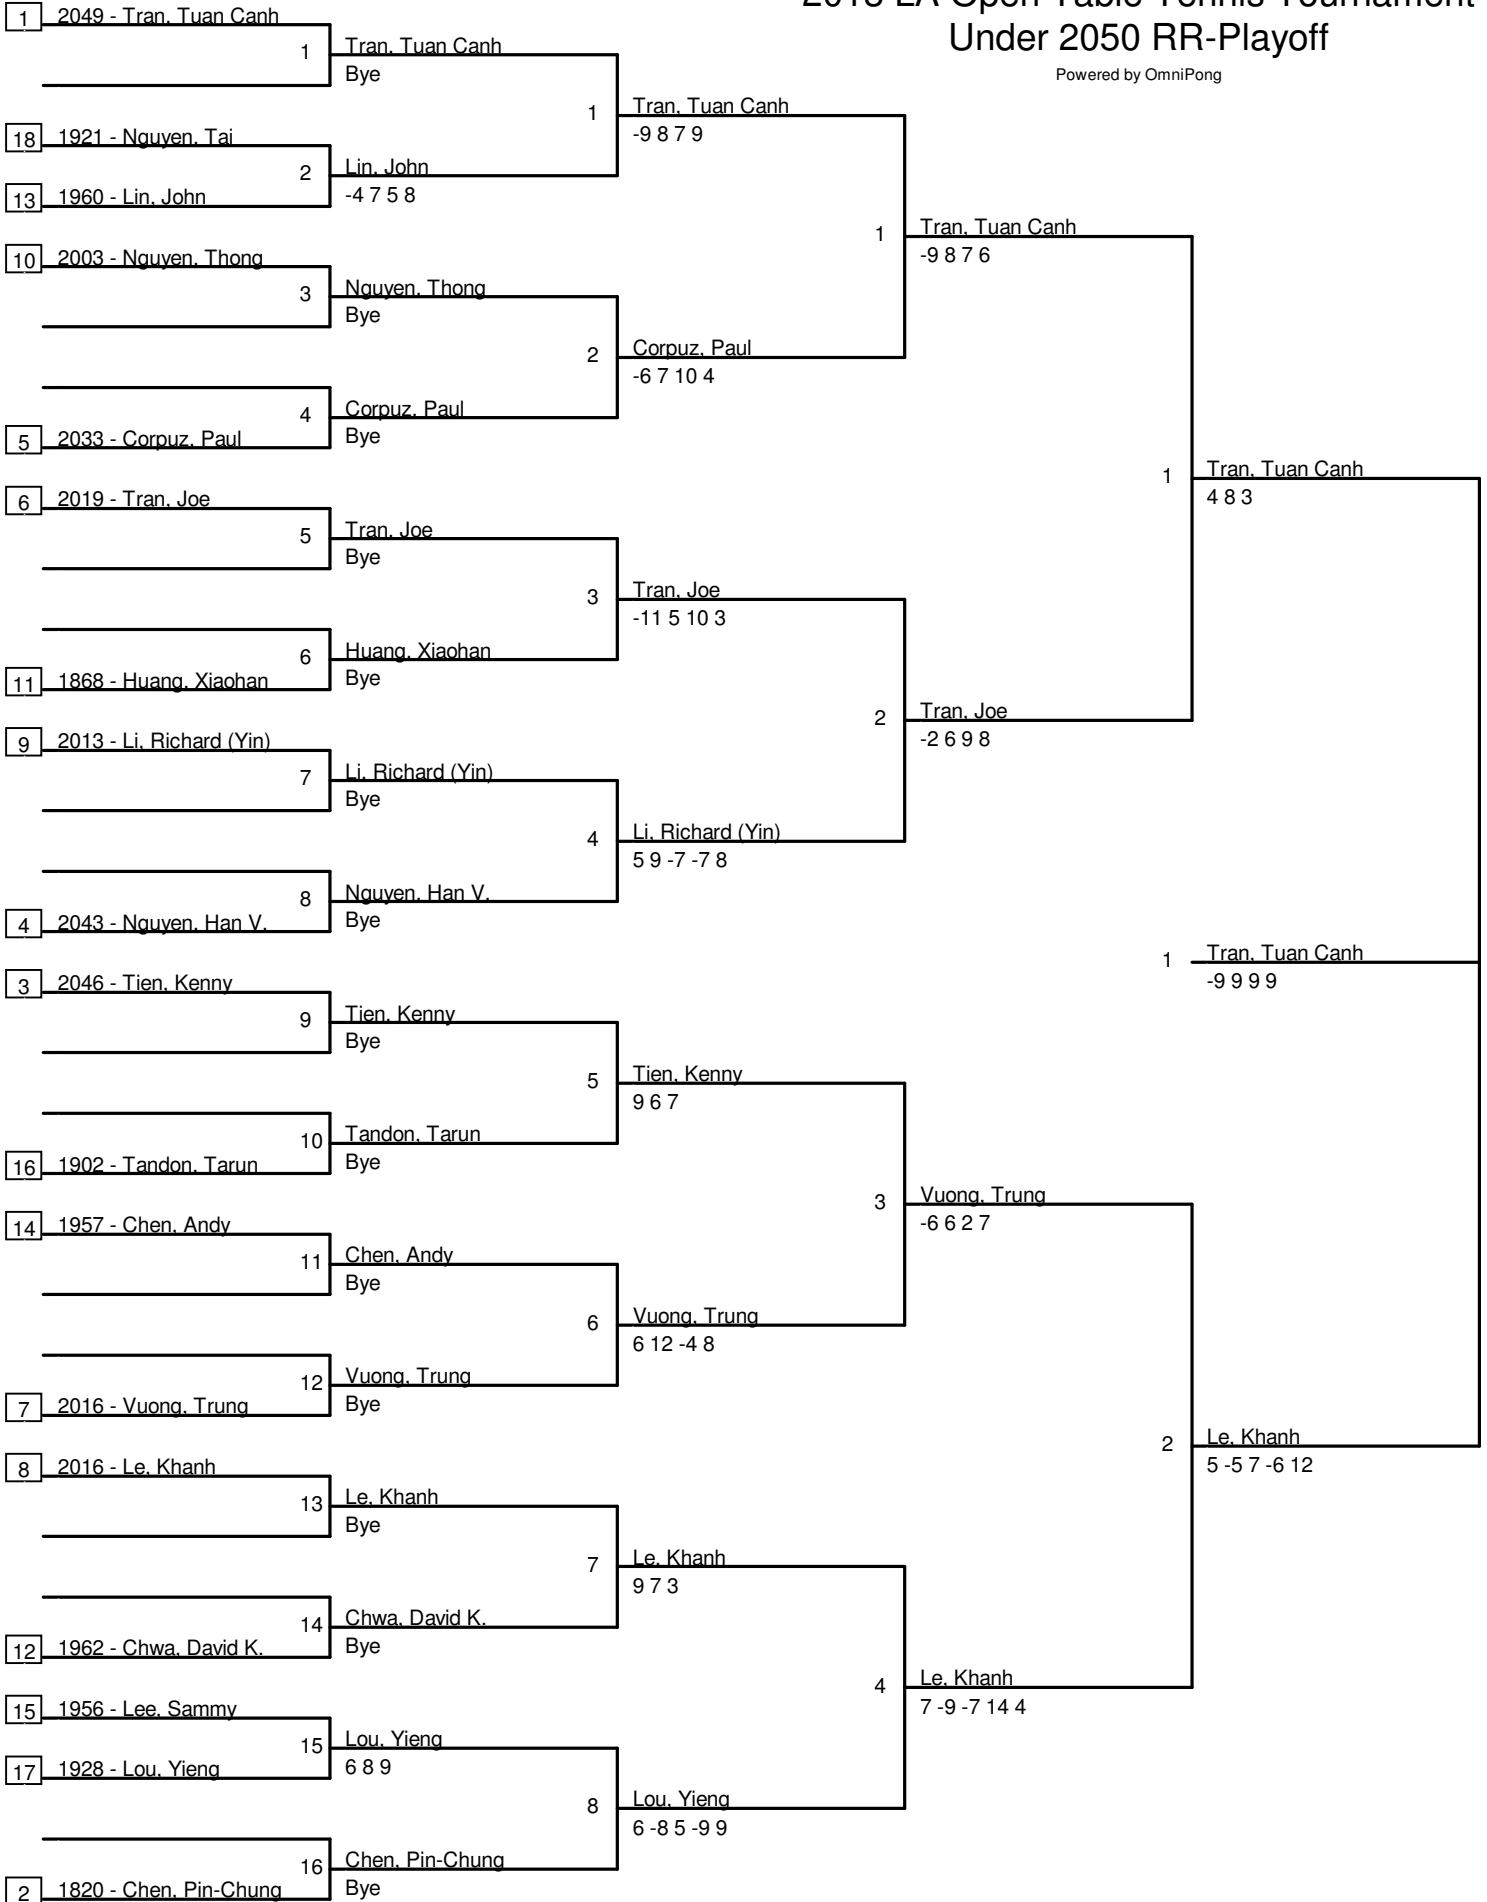 2018 LA Open Table Tennis Tournament
Under 2050 RR-Playoff
Powered by OmniPong
1 2049 - Tran, Tuan Canh
1 Tran, Tuan Canh
Bye
1 Tran, Tuan Canh
-9 8 7 9
18 1921 - Nguyen, Tai
2 Lin, John
-4 7 5 8
13 1960 - Lin, John
1 Tran, Tuan Canh
-9 8 7 6
10 2003 - Nguyen, Thong
3 Nguyen, Thong
Bye
2 Corpuz, Paul
-6 7 10 4
4 Corpuz, Paul
Bye
5 2033 - Corpuz, Paul
1 Tran, Tuan Canh
4 8 3
6 2019 - Tran, Joe
5 Tran, Joe
Bye
3 Tran, Joe
-11 5 10 3
6 Huang, Xiaohan
Bye
11 1868 - Huang, Xiaohan
2 Tran, Joe
-2 6 9 8
9 2013 - Li, Richard (Yin)
7 Li, Richard (Yin)
Bye
4 Li, Richard (Yin)
5 9 -7 -7 8
8 Nguyen, Han V.
Bye
4 2043 - Nguyen, Han V.
1 Tran, Tuan Canh
-9 9 9 9
3 2046 - Tien, Kenny
9 Tien, Kenny
Bye
5 Tien, Kenny
9 6 7
10 Tandon, Tarun
Bye
16 1902 - Tandon, Tarun
3 Vuong, Trung
-6 6 2 7
14 1957 - Chen, Andy
11 Chen, Andy
Bye
6 Vuong, Trung
6 12 -4 8
12 Vuong, Trung
Bye
7 2016 - Vuong, Trung
2 Le, Khanh
5 -5 7 -6 12
8 2016 - Le, Khanh
13 Le, Khanh
Bye
7 Le, Khanh
9 7 3
14 Chwa, David K.
Bye
12 1962 - Chwa, David K.
4 Le, Khanh
7 -9 -7 14 4
15 1956 - Lee, Sammy
15 Lou, Yieng
6 8 9
17 1928 - Lou, Yieng
8 Lou, Yieng
6 -8 5 -9 9
16 Chen, Pin-Chung
Bye
2 1820 - Chen, Pin-Chung